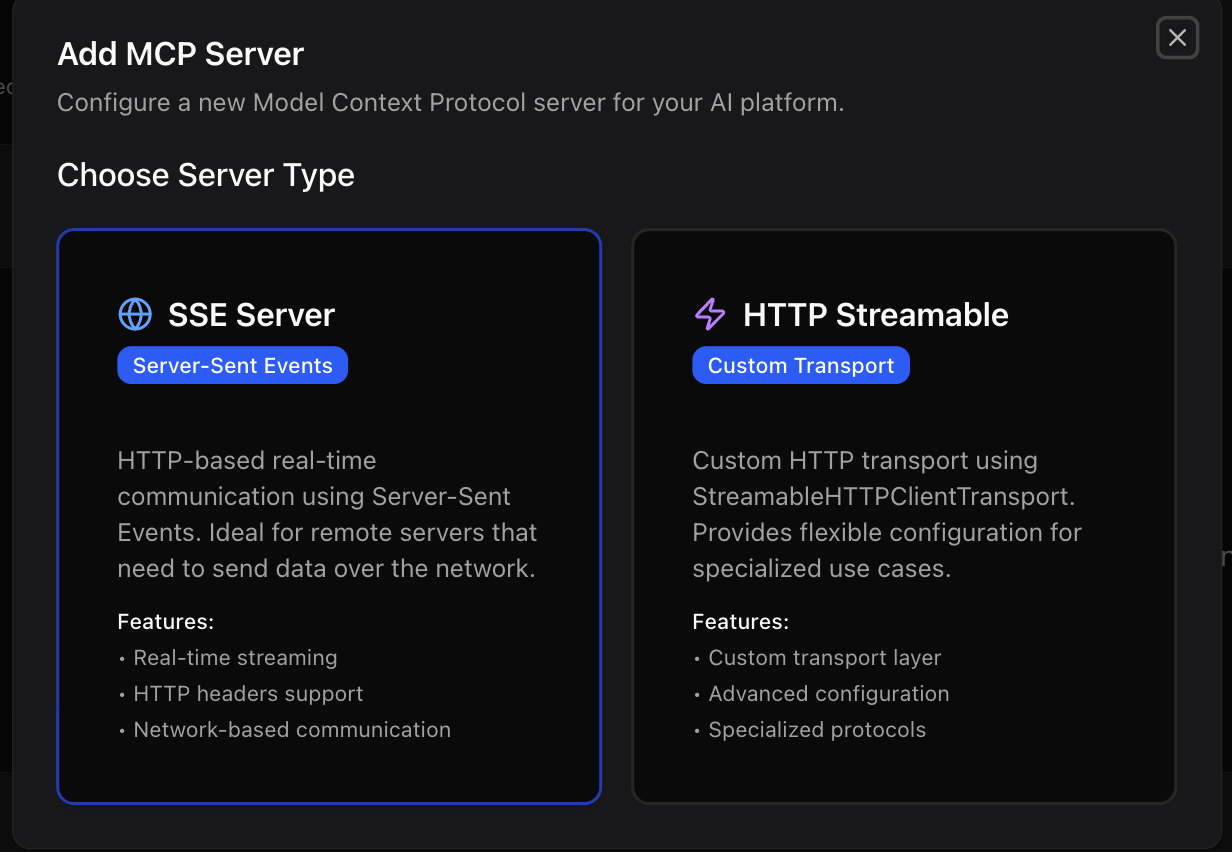 Add MCP Server
Configure a new Model Context Protocol server for your AI platform.
Choose Server Type
SSE Server
Server-Sent Events
HTTP-based real-time
communication using Server-Sent
Events. Ideal for remote servers that
need to send data over the network.
Features:
• Real-time streaming
• HTTP headers support
• Network-based communication
HTTP Streamable
Custom Transport
Custom HTTP transport using
StreamableHTTPClientTransport.
Provides flexible configuration for
specialized use cases.
Features:
• Custom transport layer
• Advanced configuration
• Specialized protocols